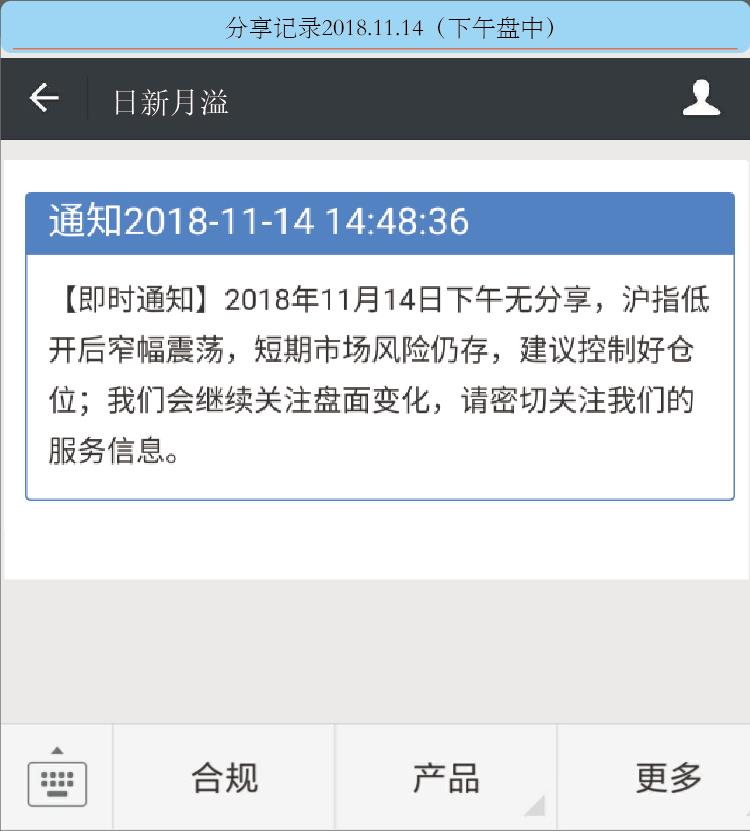 分享记录2018.11.14（下午盘中）
日新月溢
通知2018-11-14 14:48:36
【即时通知】2018年11月14日下午无分享，沪指低
开后窄幅震荡，短期市场风险仍存，建议控制好仓
位；我们会继续关注盘面变化，请密切关注我们的
服务信息。
合规
产品
更多